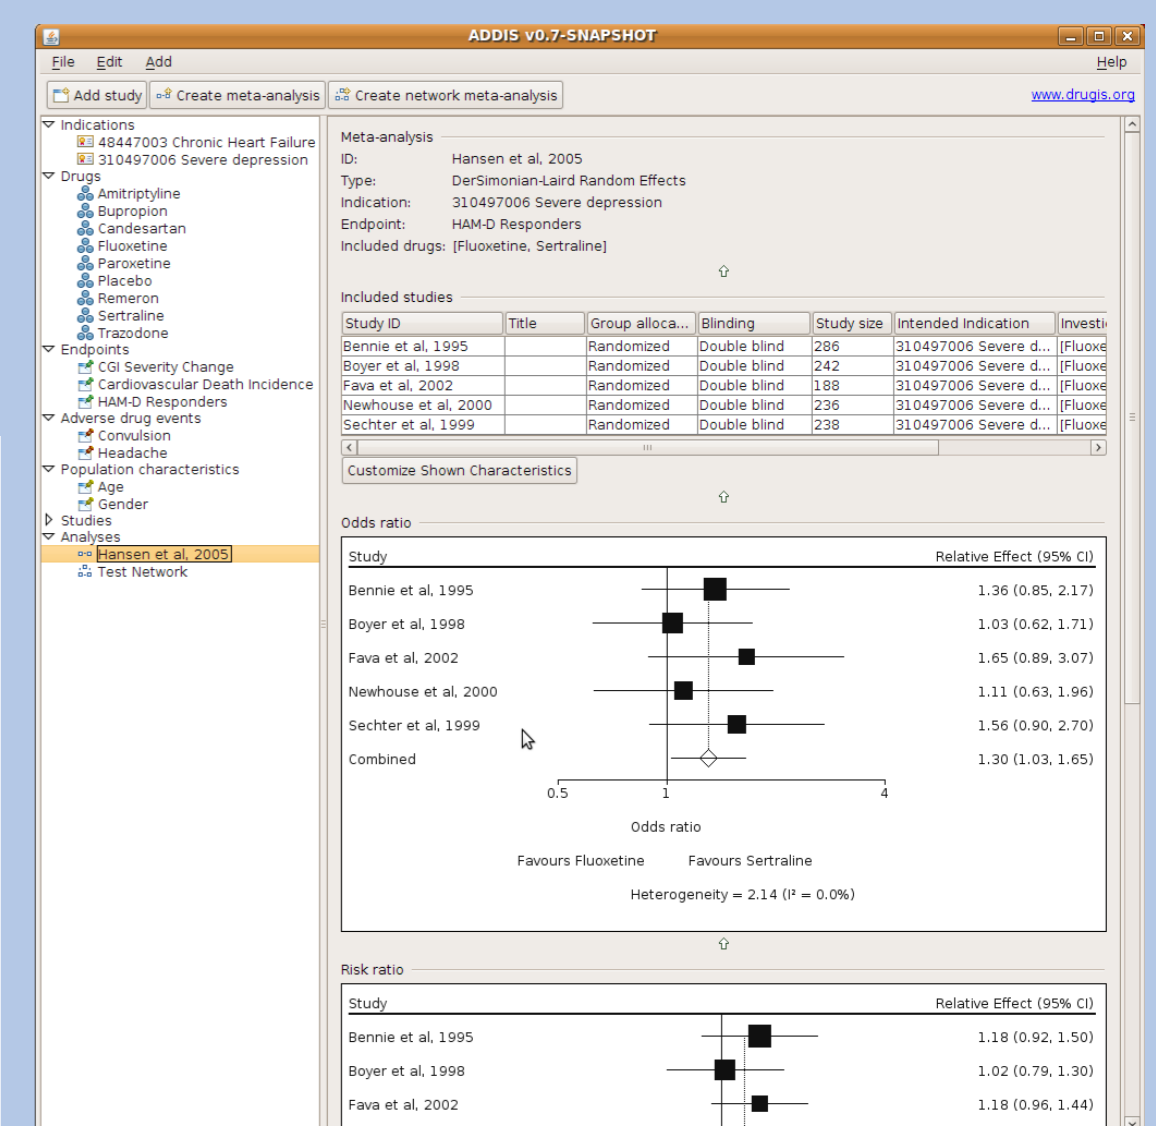 ADDIS v0.7-SNAPSHOT
File Edit Add Help
Add study Create meta-analysis Create network meta-analysis www.drugis.org
Indications
48447003 Chronic Heart Failure
310497006 Severe depression
Drugs
Amitriptyline
Bupropion
Candesartan
Fluoxetine
Paroxetine
Placebo
Remeron
Sertraline
Trazodone
Endpoints
CGI Severity Change
Cardiovascular Death Incidence
HAM-D Responders
Adverse drug events
Convulsion
Headache
Population characteristics
Age
Gender
Studies
Analyses
Hansen et al, 2005
Test Network
Meta-analysis
ID: Hansen et al, 2005
Type: DerSimonian-Laird Random Effects
Indication: 310497006 Severe depression
Endpoint: HAM-D Responders
Included drugs: [Fluoxetine, Sertraline]
Included studies
Study ID Title Group alloca... Blinding Study size Intended Indication Investi
Bennie et al, 1995 Randomized Double blind 286 310497006 Severe d... [Fluoxe
Boyer et al, 1998 Randomized Double blind 242 310497006 Severe d... [Fluoxe
Fava et al, 2002 Randomized Double blind 188 310497006 Severe d... [Fluoxe
Newhouse et al, 2000 Randomized Double blind 236 310497006 Severe d... [Fluoxe
Sechter et al, 1999 Randomized Double blind 238 310497006 Severe d... [Fluoxe
Customize Shown Characteristics
Odds ratio
Study Relative Effect (95% CI)
Bennie et al, 1995 1.36 (0.85, 2.17)
Boyer et al, 1998 1.03 (0.62, 1.71)
Fava et al, 2002 1.65 (0.89, 3.07)
Newhouse et al, 2000 1.11 (0.63, 1.96)
Sechter et al, 1999 1.56 (0.90, 2.70)
Combined 1.30 (1.03, 1.65)
0.5 1 4
Odds ratio
Favours Fluoxetine Favours Sertraline
Heterogeneity = 2.14 (I² = 0.0%)
Risk ratio
Study Relative Effect (95% CI)
Bennie et al, 1995 1.18 (0.92, 1.50)
Boyer et al, 1998 1.02 (0.79, 1.30)
Fava et al, 2002 1.18 (0.96, 1.44)